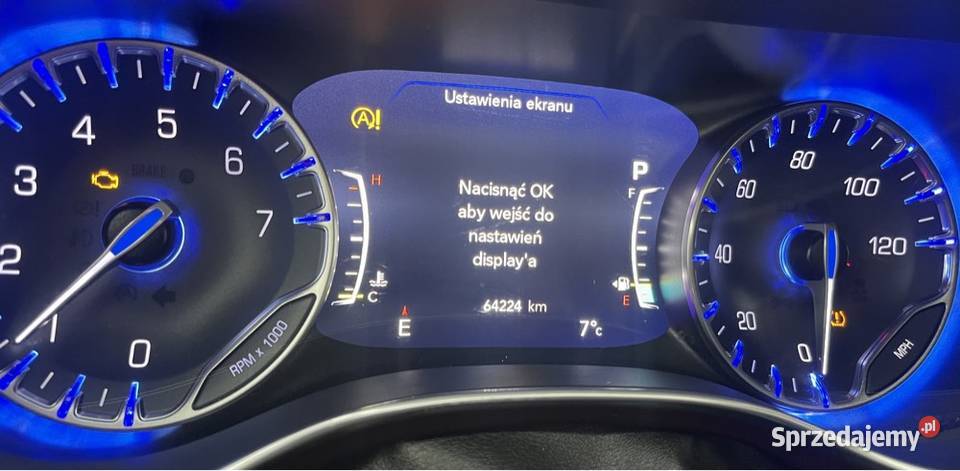 Ustawienia ekranu
Nacisnąć OK
aby wejść do
nastawień
display'a
64224 km
E
7°c
P
H
C
F
E
0
1
2
3
4
5
6
7
RPM x 1000
BRAKE
0
20
40
60
80
100
120
MPH
Sprzedajemy.pl